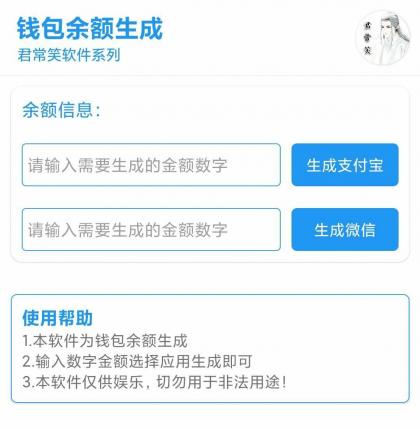 钱包余额生成
君常笑软件系列
君常笑
余额信息：
请输入需要生成的金额数字
生成支付宝
请输入需要生成的金额数字
生成微信
使用帮助
1.本软件为钱包余额生成
2.输入数字金额选择应用生成即可
3.本软件仅供娱乐，切勿用于非法用途！